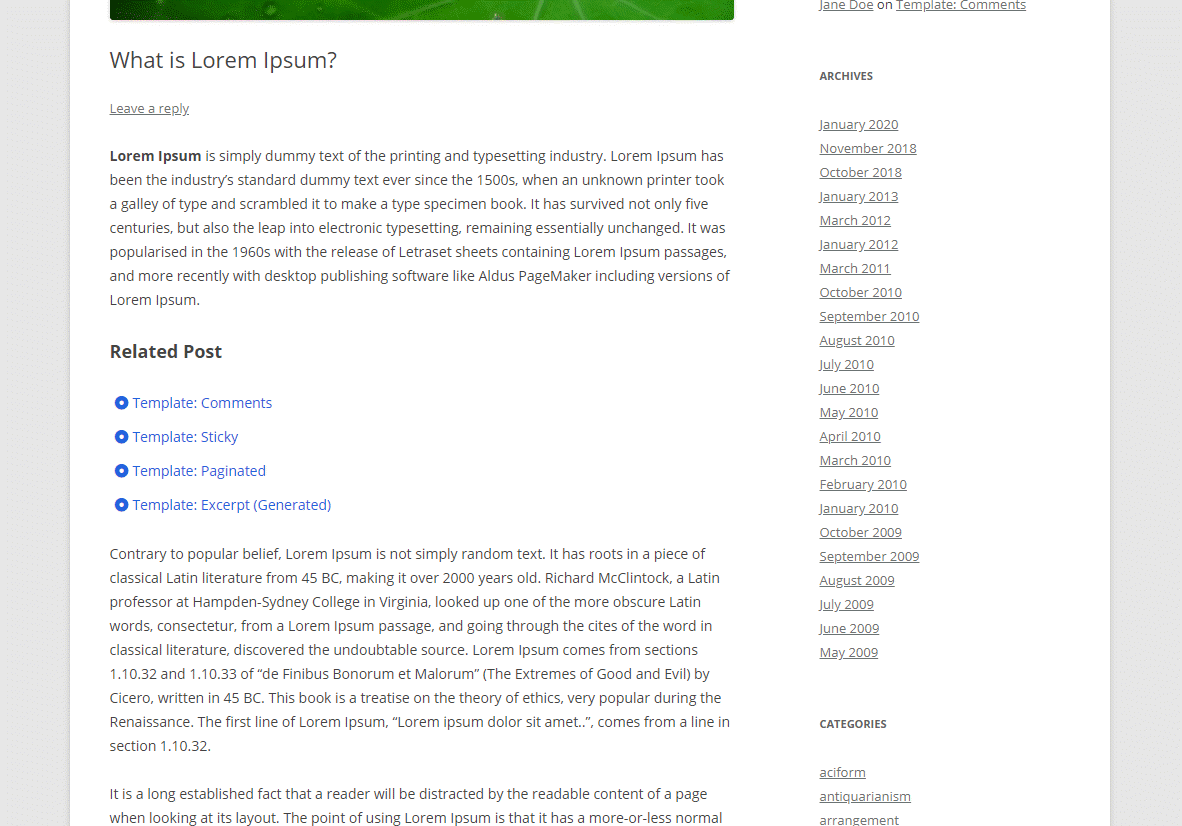 What is Lorem Ipsum?
Leave a reply
Lorem Ipsum is simply dummy text of the printing and typesetting industry. Lorem Ipsum has
been the industry’s standard dummy text ever since the 1500s, when an unknown printer took
a galley of type and scrambled it to make a type specimen book. It has survived not only five
centuries, but also the leap into electronic typesetting, remaining essentially unchanged. It was
popularised in the 1960s with the release of Letraset sheets containing Lorem Ipsum passages,
and more recently with desktop publishing software like Aldus PageMaker including versions of
Lorem Ipsum.
Related Post
Template: Comments
Template: Sticky
Template: Paginated
Template: Excerpt (Generated)
Contrary to popular belief, Lorem Ipsum is not simply random text. It has roots in a piece of
classical Latin literature from 45 BC, making it over 2000 years old. Richard McClintock, a Latin
professor at Hampden-Sydney College in Virginia, looked up one of the more obscure Latin
words, consectetur, from a Lorem Ipsum passage, and going through the cites of the word in
classical literature, discovered the undoubtable source. Lorem Ipsum comes from sections
1.10.32 and 1.10.33 of “de Finibus Bonorum et Malorum” (The Extremes of Good and Evil) by
Cicero, written in 45 BC. This book is a treatise on the theory of ethics, very popular during the
Renaissance. The first line of Lorem Ipsum, “Lorem ipsum dolor sit amet..”, comes from a line in
section 1.10.32.
It is a long established fact that a reader will be distracted by the readable content of a page
when looking at its layout. The point of using Lorem Ipsum is that it has a more-or-less normal
Jane Doe on Template: Comments
ARCHIVES
January 2020
November 2018
October 2018
January 2013
March 2012
January 2012
March 2011
October 2010
September 2010
August 2010
July 2010
June 2010
May 2010
April 2010
March 2010
February 2010
January 2010
October 2009
September 2009
August 2009
July 2009
June 2009
May 2009
CATEGORIES
aciform
antiquarianism
arrangement